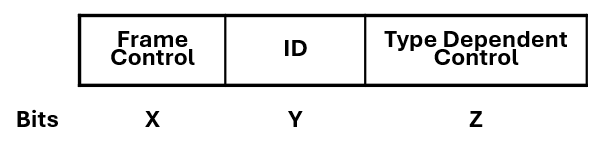 Frame
Control
ID
Type Dependent
Control
Bits X Y Z